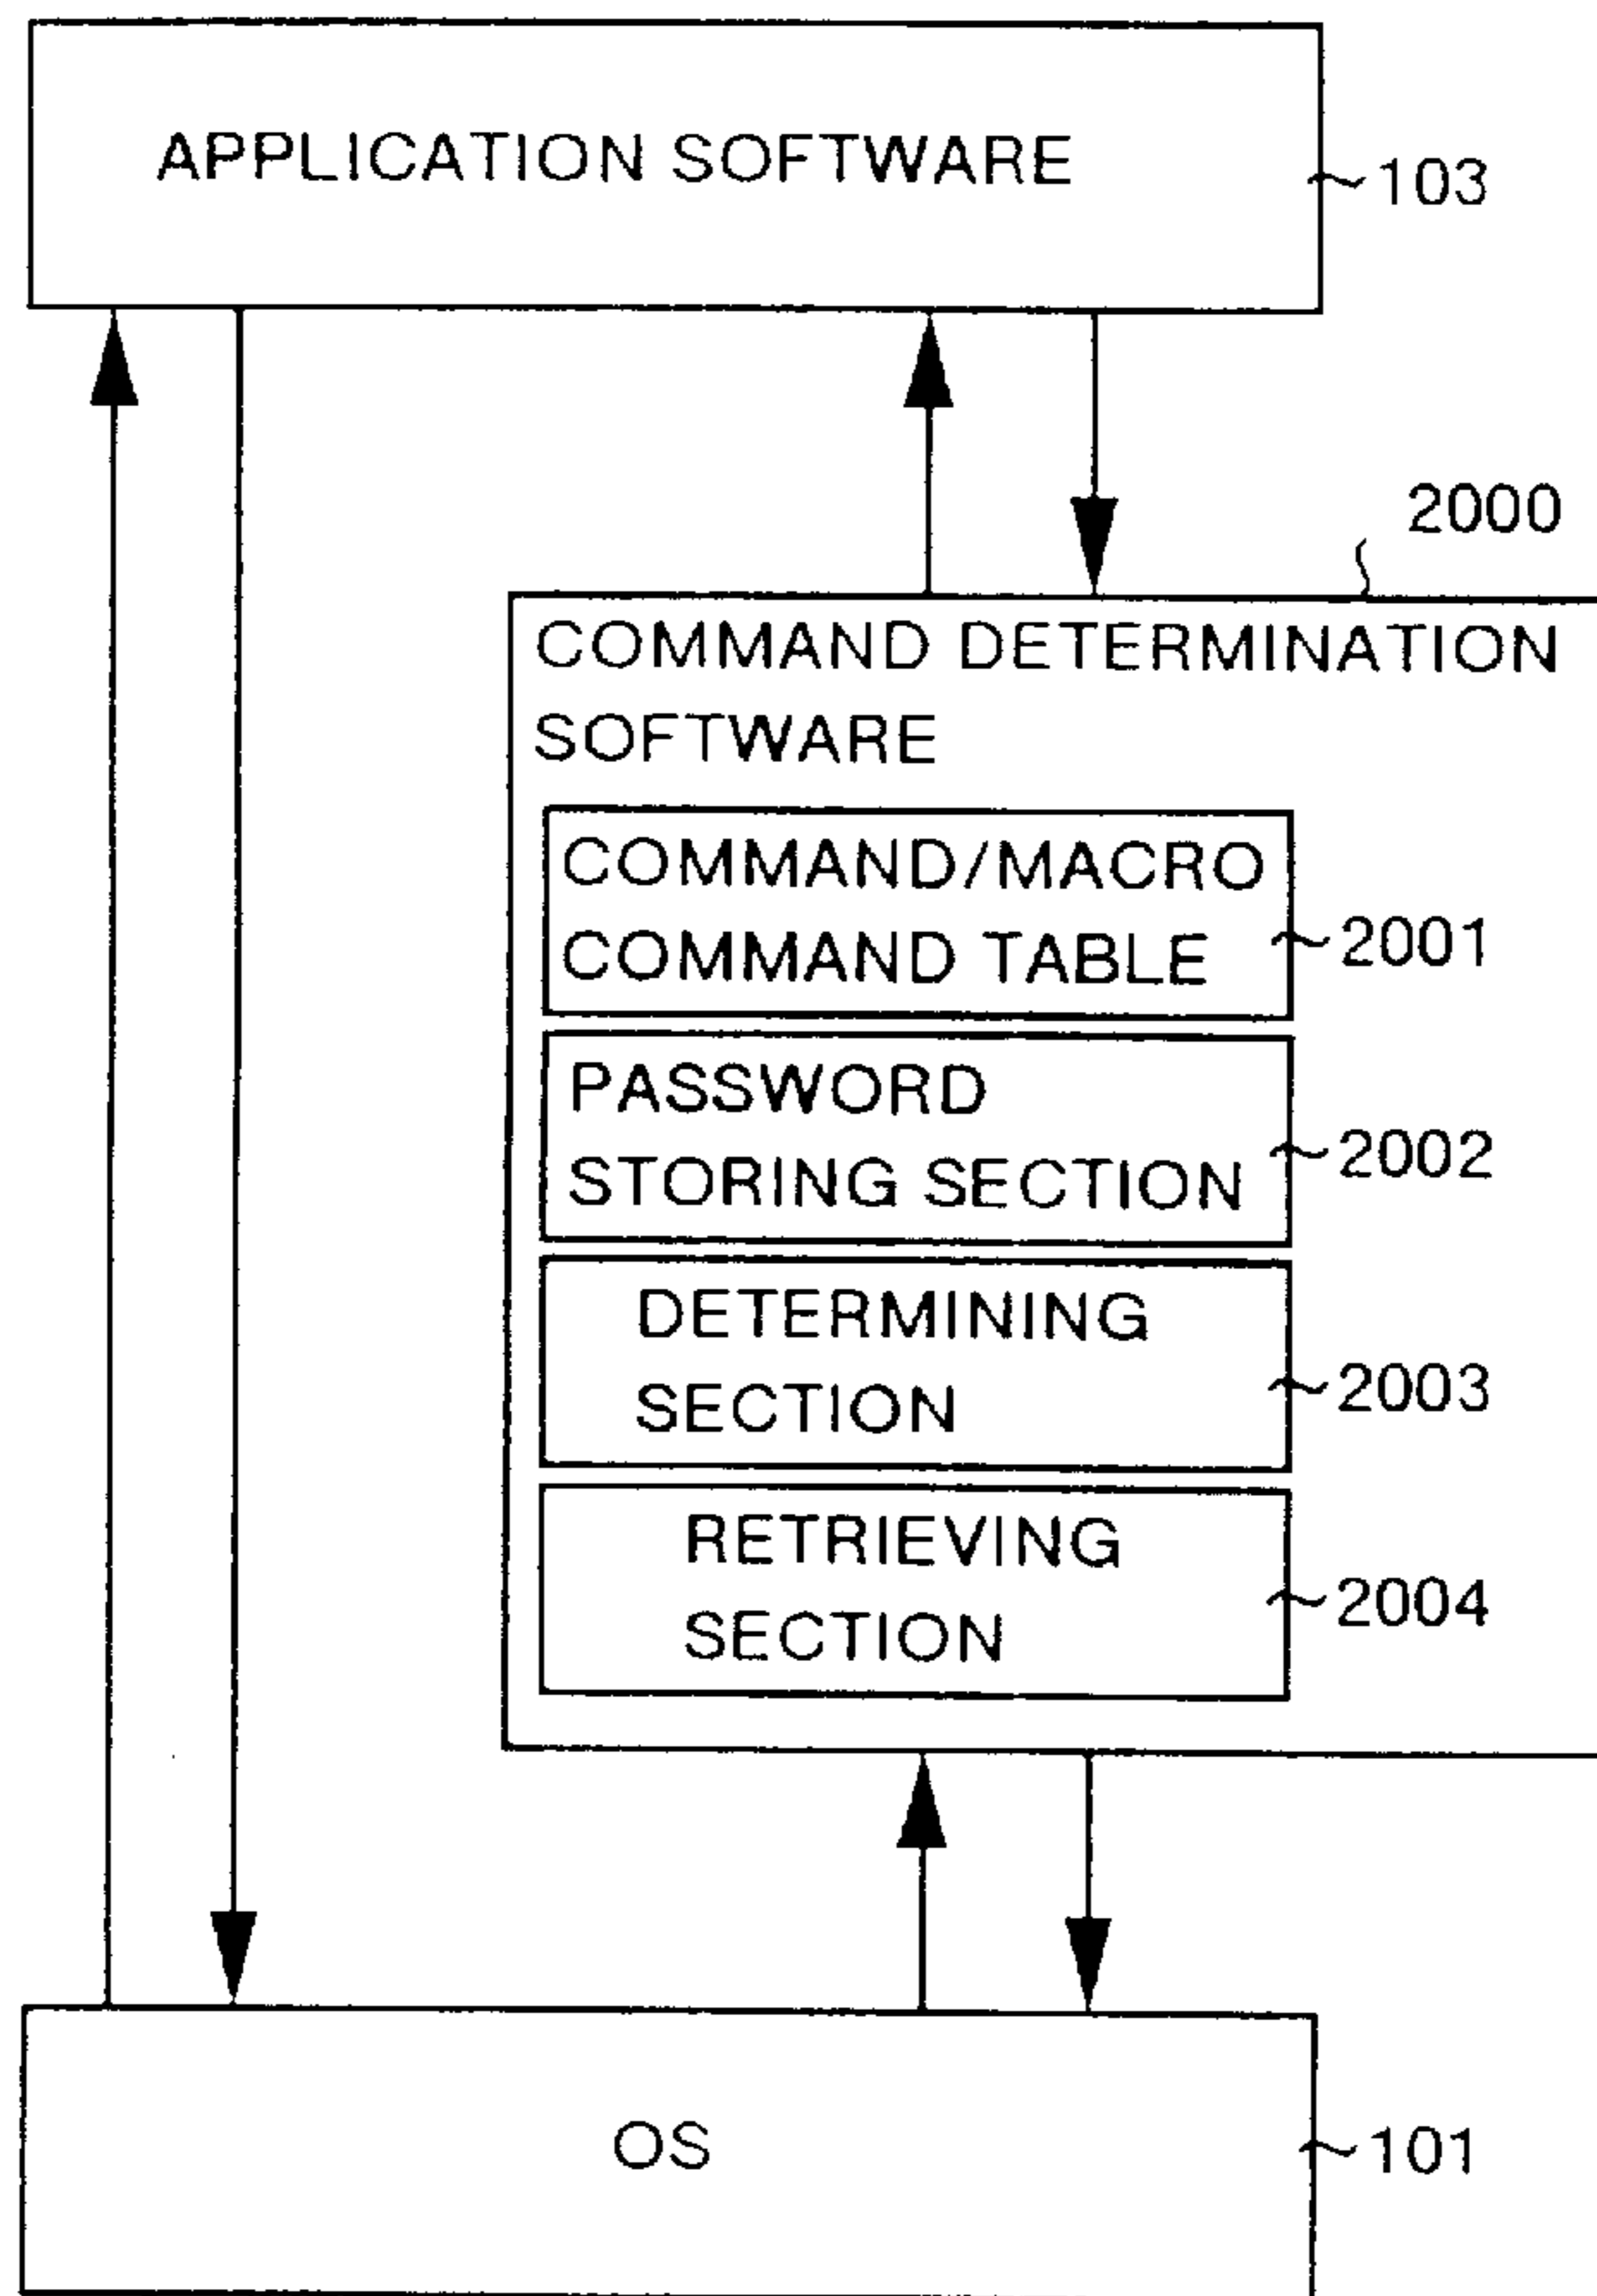 APPLICATION SOFTWARE
103
2000
COMMAND DETERMINATION
SOFTWARE
COMMAND/MACRO
COMMAND TABLE
2001
PASSWORD
STORING SECTION
2002
DETERMINING
SECTION
2003
RETRIEVING
SECTION
2004
OS
101